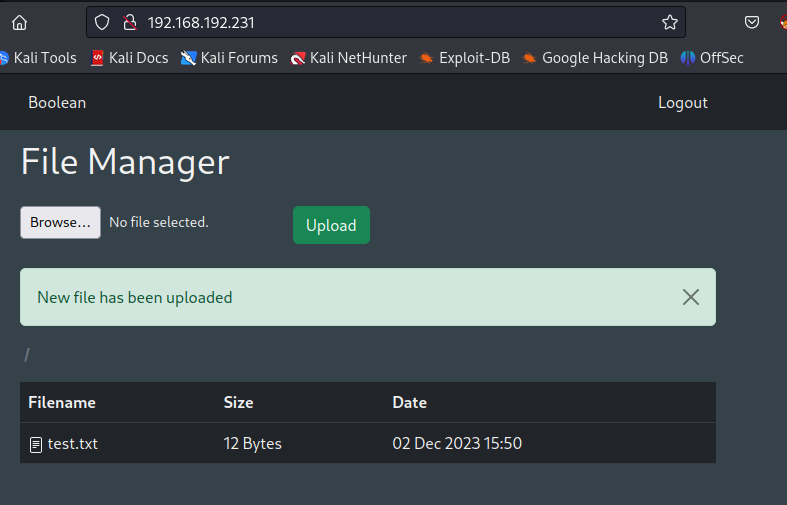 192.168.192.231
Kali Tools Kali Docs Kali Forums Kali NetHunter Exploit-DB Google Hacking DB OffSec
Boolean Logout
File Manager
Browse... No file selected. Upload
New file has been uploaded
/
Filename Size Date
test.txt 12 Bytes 02 Dec 2023 15:50